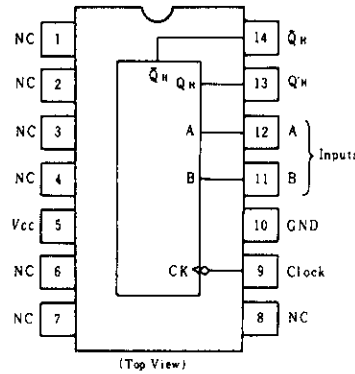 NC 1 14 Q̄H
Q̄H
NC 2 QH 13 QH
NC 3 A 12 A
Inputs
NC 4 B 11 B
Vcc 5 10 GND
NC 6 CK 9 Clock
NC 7 8 NC
(Top View)